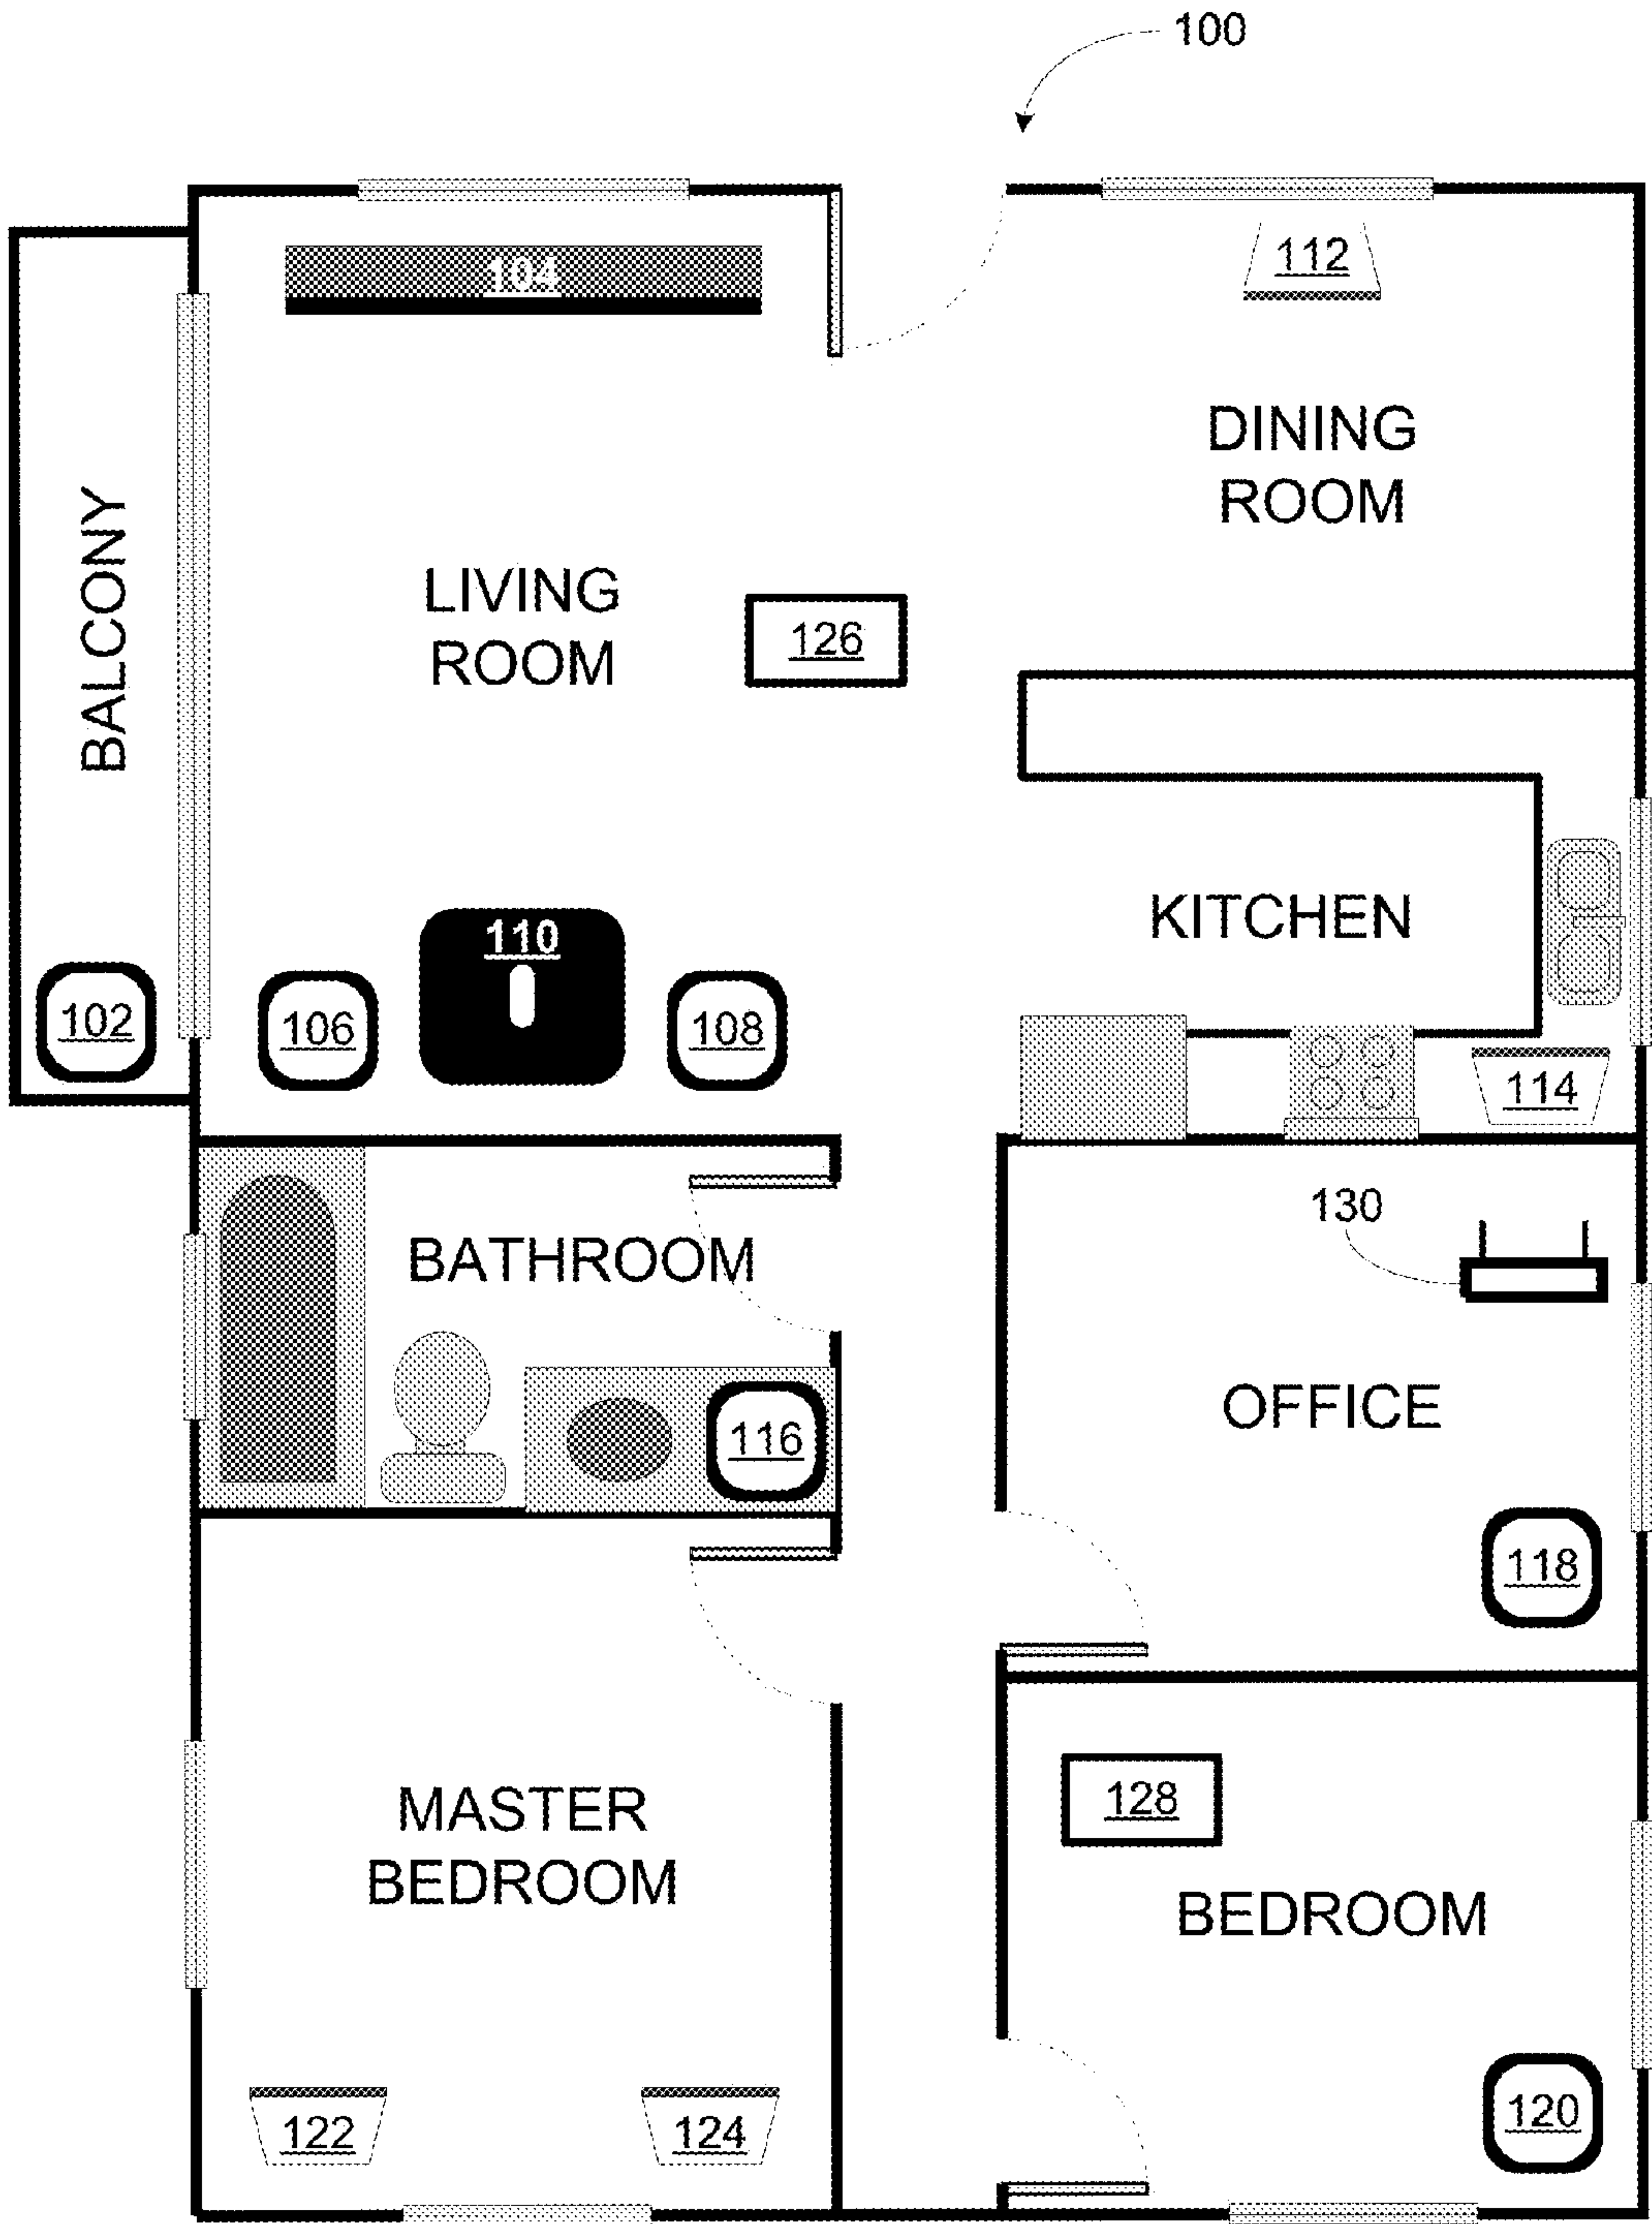 100
104
112
DINING
ROOM
BALCONY
LIVING
ROOM
126
KITCHEN
110
102
106
108
114
130
BATHROOM
OFFICE
116
118
MASTER
BEDROOM
128
BEDROOM
122
124
120